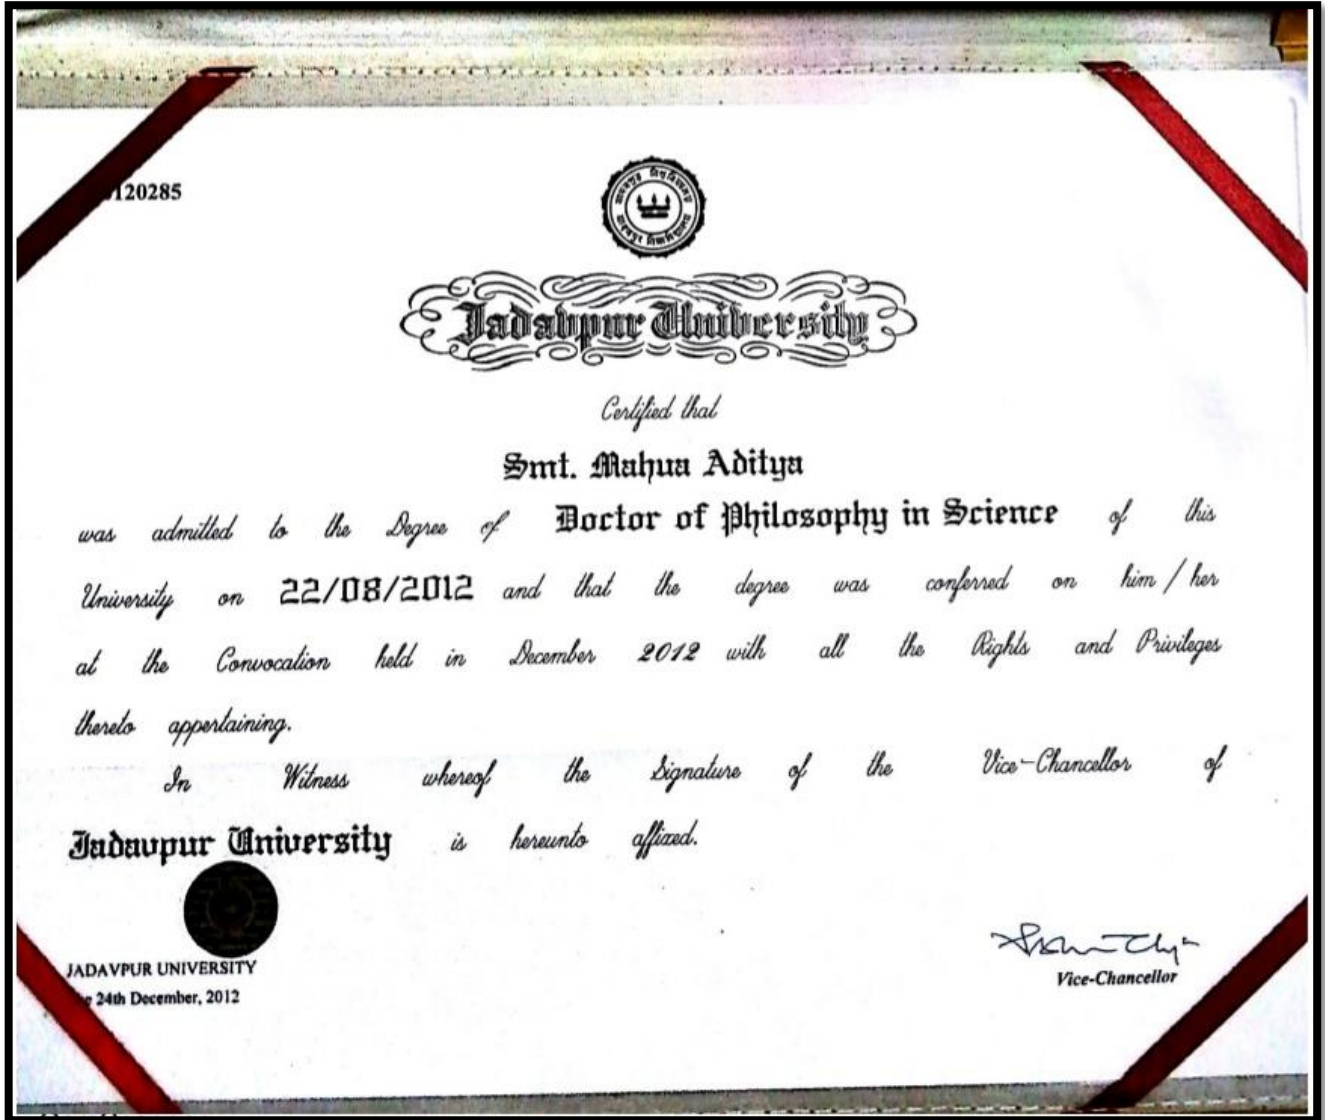 120285
যাদবপুর বিশ্ববিদ্যালয়
Jadavpur University
Certified that
Smt. Mahua Aditya
was admitted to the Degree of Doctor of Philosophy in Science of this
University on 22/08/2012 and that the degree was conferred on him / her
at the Convocation held in December 2012 with all the Rights and Privileges
thereto appertaining.
In Witness whereof the Signature of the Vice-Chancellor of
Jadavpur University is hereunto affixed.
JADAVPUR UNIVERSITY
24th December, 2012
Vice-Chancellor